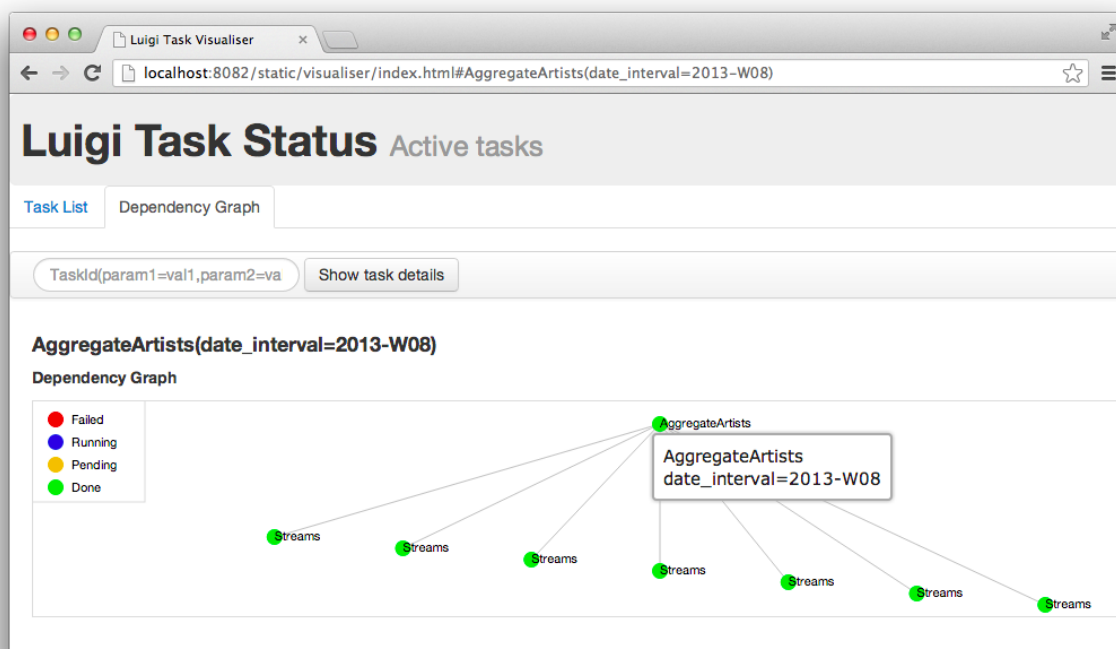 Luigi Task Visualiser
localhost:8082/static/visualiser/index.html#AggregateArtists(date_interval=2013-W08)
Luigi Task Status Active tasks
Task List Dependency Graph
TaskId(param1=val1,param2=va Show task details
AggregateArtists(date_interval=2013-W08)
Dependency Graph
Failed
Running
Pending
Done
AggregateArtists
AggregateArtists
date_interval=2013-W08
Streams
Streams
Streams
Streams
Streams
Streams
Streams